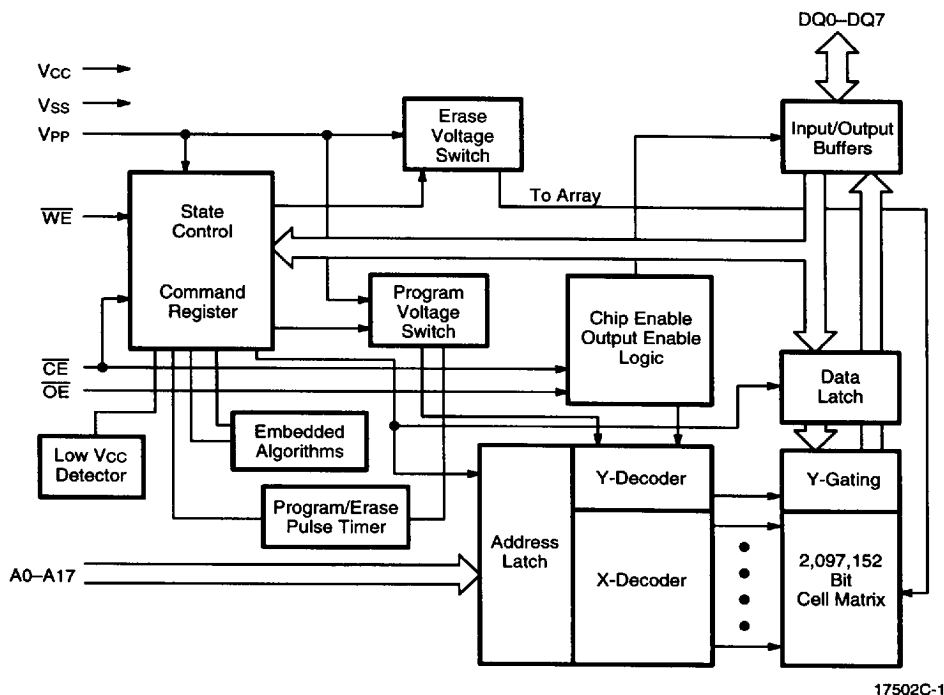 DQ0–DQ7
VCC
VSS
VPP
Erase
Voltage
Switch
Input/Output
Buffers
To Array
WE
State
Control
Command
Register
Program
Voltage
Switch
Chip Enable
Output Enable
Logic
CE
OE
Data
Latch
Embedded
Algorithms
Low VCC
Detector
Program/Erase
Pulse Timer
Y-Decoder
Y-Gating
Address
Latch
X-Decoder
2,097,152
Bit
Cell Matrix
A0–A17
17502C-1